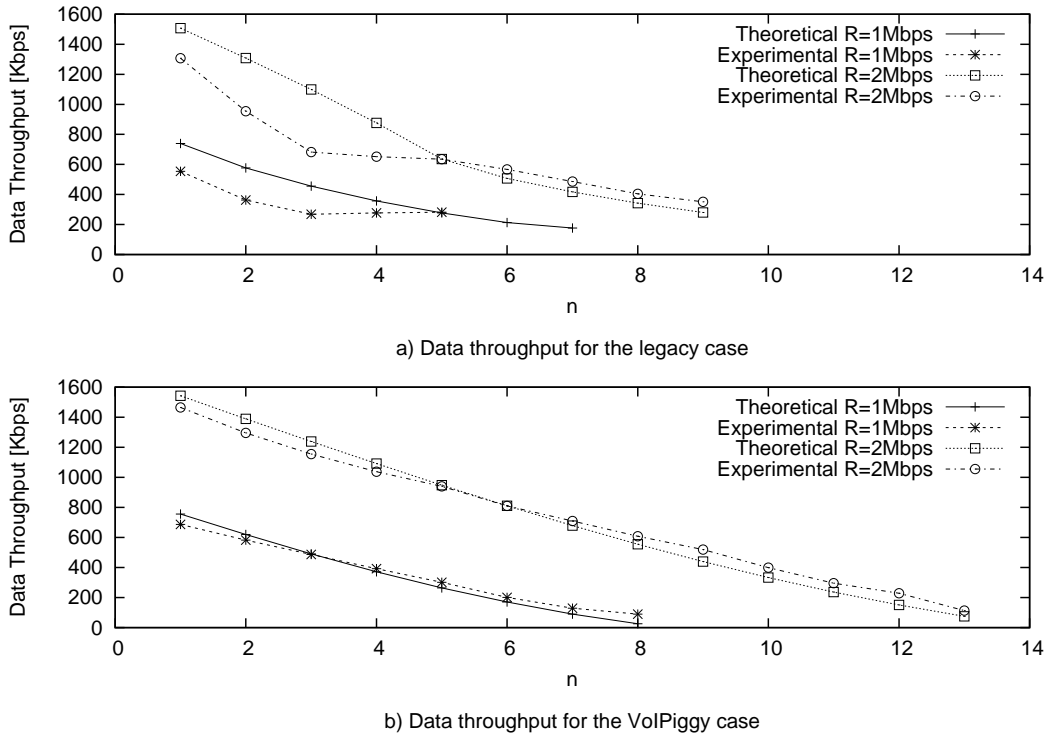 1600
1400
1200
1000
800
600
400
200
0
Data Throughput [Kbps]
Theoretical R=1Mbps
Experimental R=1Mbps
Theoretical R=2Mbps
Experimental R=2Mbps
0 2 4 6 8 10 12 14
n
a) Data throughput for the legacy case
1600
1400
1200
1000
800
600
400
200
0
Data Throughput [Kbps]
Theoretical R=1Mbps
Experimental R=1Mbps
Theoretical R=2Mbps
Experimental R=2Mbps
0 2 4 6 8 10 12 14
n
b) Data throughput for the VoIPiggy case